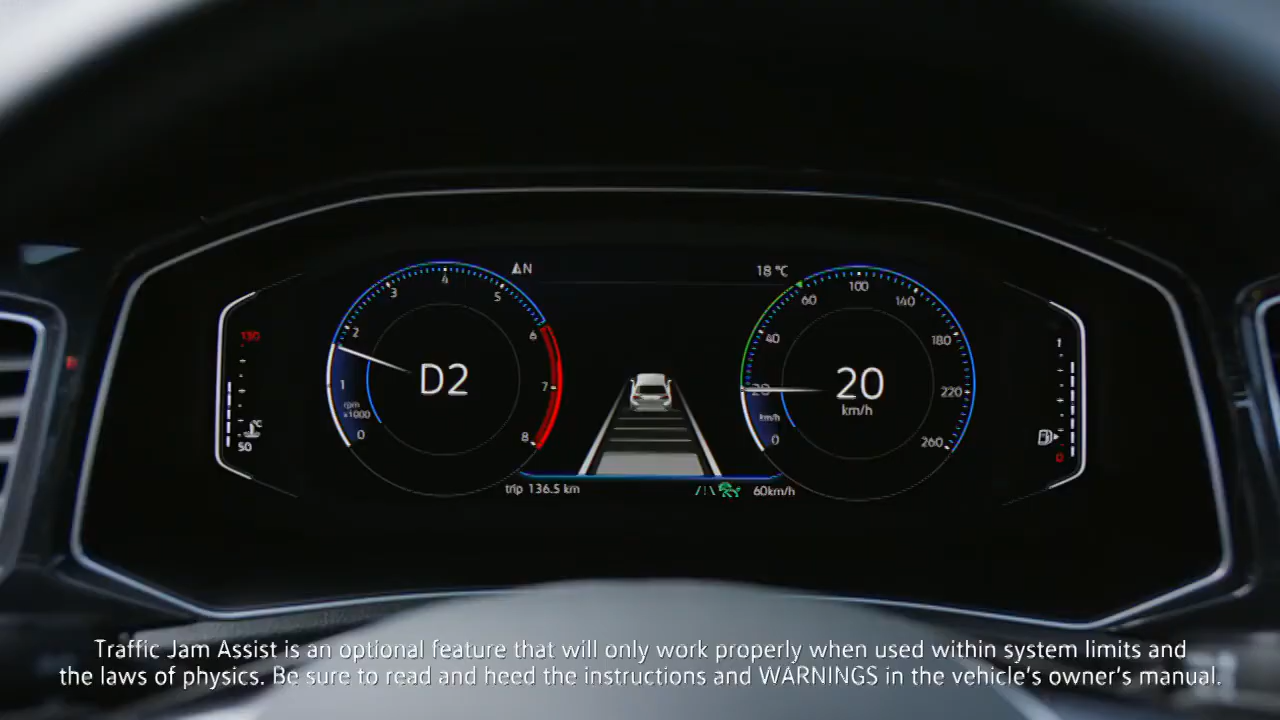 N
18 °C
3
4
5
2
6
1
7
rpm
x1000
0
8
D2
60
100
140
40
180
20
220
km/h
0
260
20
km/h
130
°C
50
1
0
trip 136.5 km
60km/h
Traffic Jam Assist is an optional feature that will only work properly when used within system limits and
the laws of physics. Be sure to read and heed the instructions and WARNINGS in the vehicle's owner's manual.